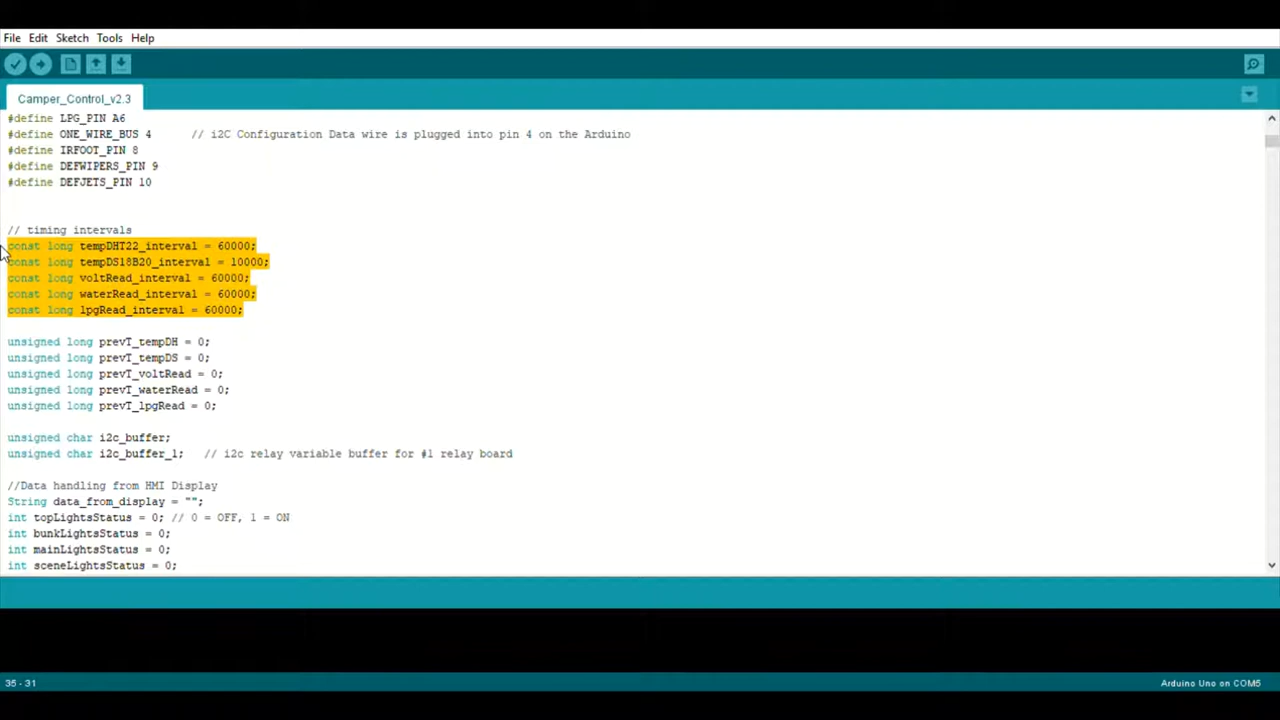 File Edit Sketch Tools Help
Camper_Control_v2.3
#define LPG_PIN A6
#define ONE_WIRE_BUS 4 // i2C Configuration Data wire is plugged into pin 4 on the Arduino
#define IRFOOT_PIN 8
#define DEFWIPERS_PIN 9
#define DEFJETS_PIN 10
// timing intervals
const long tempDHT22_interval = 60000;
const long tempDS18B20_interval = 10000;
const long voltRead_interval = 60000;
const long waterRead_interval = 60000;
const long lpgRead_interval = 60000;
unsigned long prevT_tempDH = 0;
unsigned long prevT_tempDS = 0;
unsigned long prevT_voltRead = 0;
unsigned long prevT_waterRead = 0;
unsigned long prevT_lpgRead = 0;
unsigned char i2c_buffer;
unsigned char i2c_buffer_1; // i2c relay variable buffer for #1 relay board
//Data handling from HMI Display
String data_from_display = "";
int topLightsStatus = 0; // 0 = OFF, 1 = ON
int bunkLightsStatus = 0;
int mainLightsStatus = 0;
int sceneLightsStatus = 0;
35 - 31
Arduino Uno on COM5